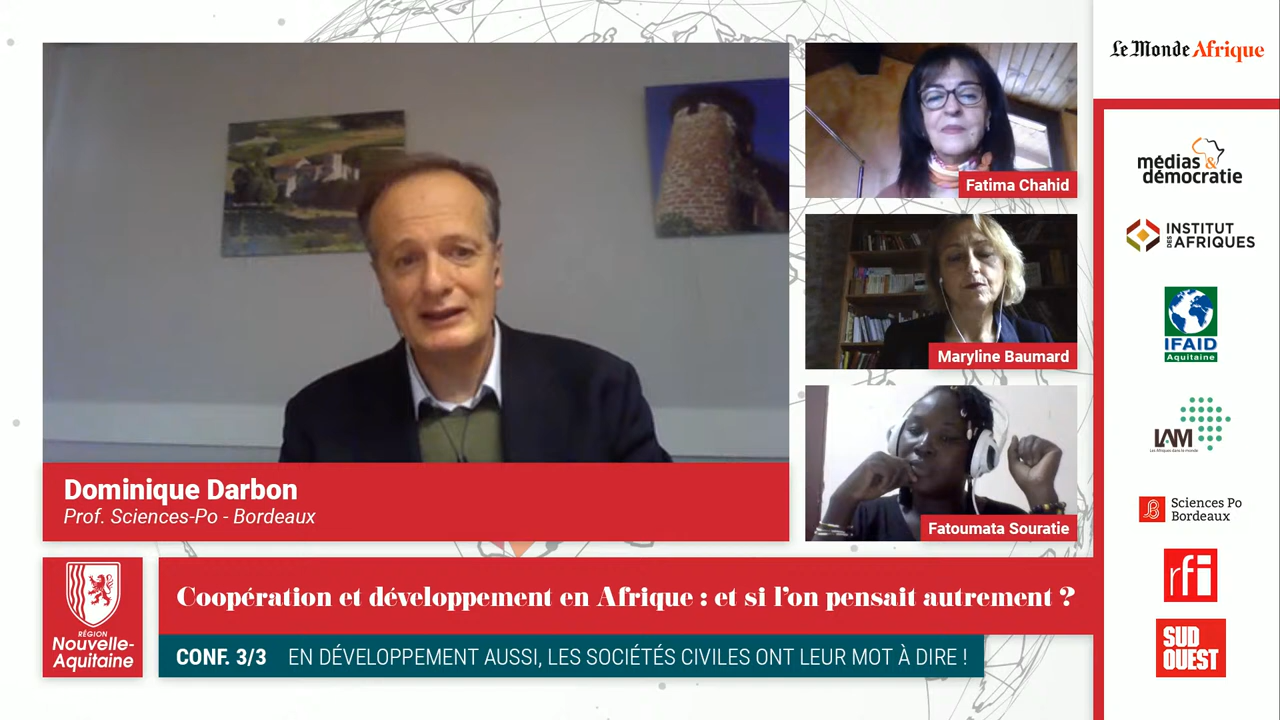 Le Monde Afrique
médias &
démocratie
INSTITUT
DES AFRIQUES
IFAID
Aquitaine
LAM
Les Afriques dans le monde
Sciences Po
Bordeaux
rfi
SUD
OUEST
Fatima Chahid
Maryline Baumard
Fatoumata Souratie
Dominique Darbon
Prof. Sciences-Po - Bordeaux
RÉGION
Nouvelle-
Aquitaine
Coopération et développement en Afrique : et si l'on pensait autrement ?
CONF. 3/3 EN DÉVELOPPEMENT AUSSI, LES SOCIÉTÉS CIVILES ONT LEUR MOT À DIRE !